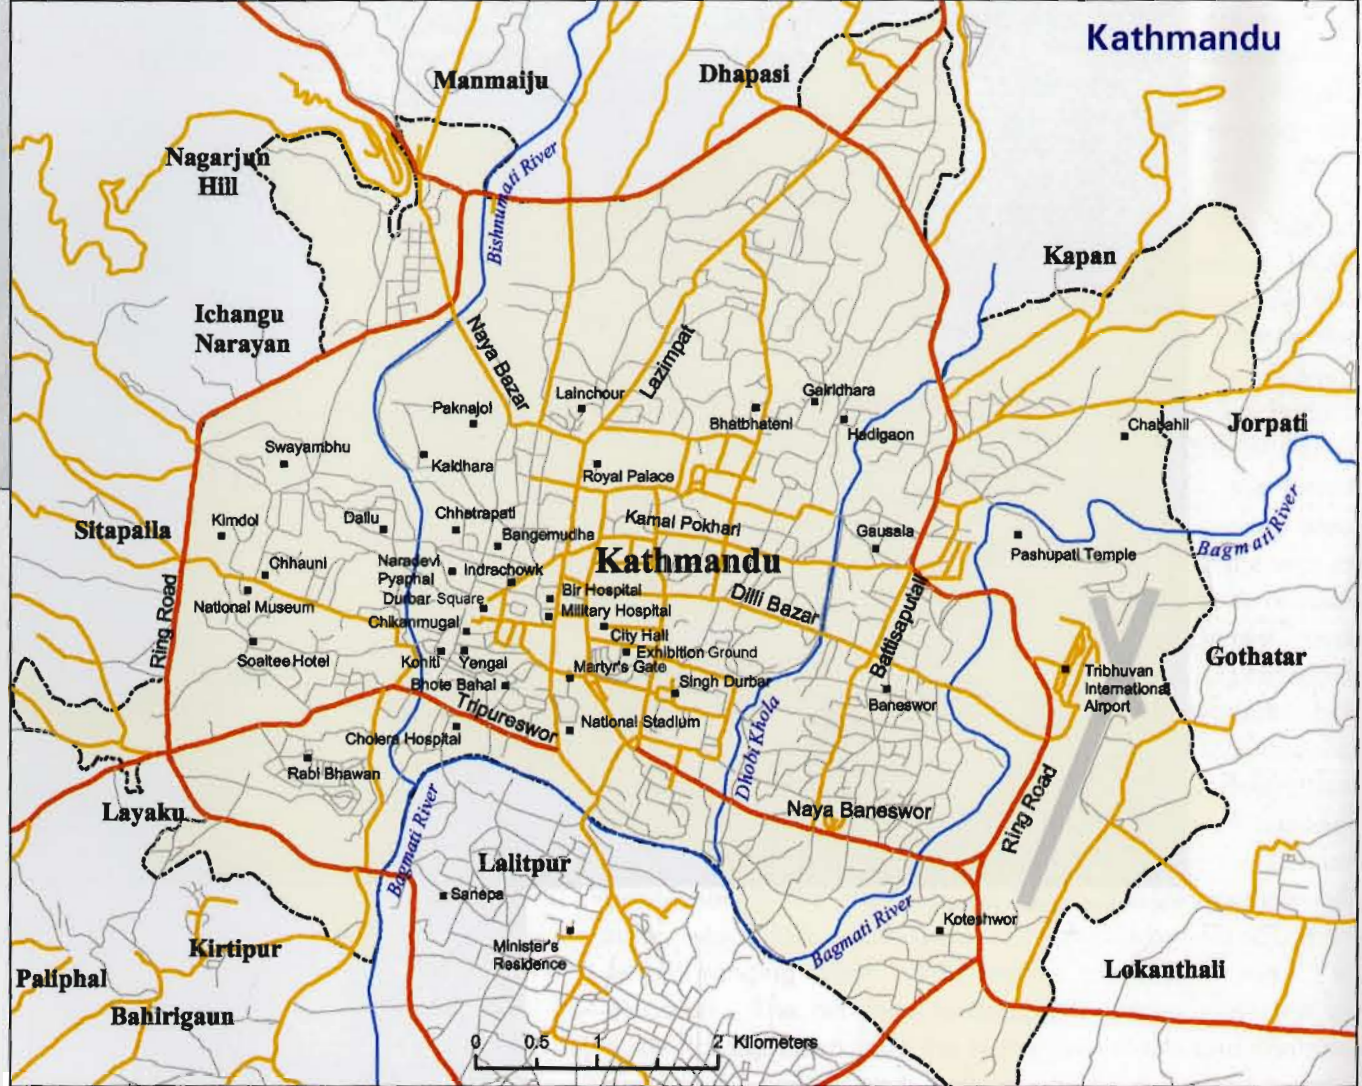 Kathmandu
Manmaiju
Dhapasi
Nagarjun
Hill
Bishnumati River
Kapan
Ichangu
Narayan
Naya Bazar
Lazimpat
Lainchour
Gairidhara
Paknajol
Bhatbhateni
Hadigaon
Chabahil
Jorpati
Swayambhu
Kaldhara
Royal Palace
Sitapalla
Kimdol
Dallu
Chhetrapati
Bangemudha
Kamal Pokhari
Gausala
Pashupati Temple
Bagmati River
Chhauni
Naradevi
Pyaphal
Indrachowk
Kathmandu
National Museum
Durbar Square
Bir Hospital
Military Hospital
Dilli Bazar
Battisaputali
Ring Road
Chikanmugal
City Hall
Soaltee Hotel
Kohiti
Yengal
Exhibition Ground
Martyr's Gate
Gothatar
Tribhuvan
International
Airport
Bhote Bahal
Singh Durbar
Baneswor
Tripureswor
National Stadium
Dhobi Khola
Cholera Hospital
Rabi Bhawan
Layaku
Bagmati River
Naya Baneswor
Ring Road
Lalitpur
Sanepa
Koteshwor
Bagmati River
Minister's
Residence
Kirtipur
Paliphal
Bahirigaun
Lokanthali
0 0.5 1 2 Kilometers